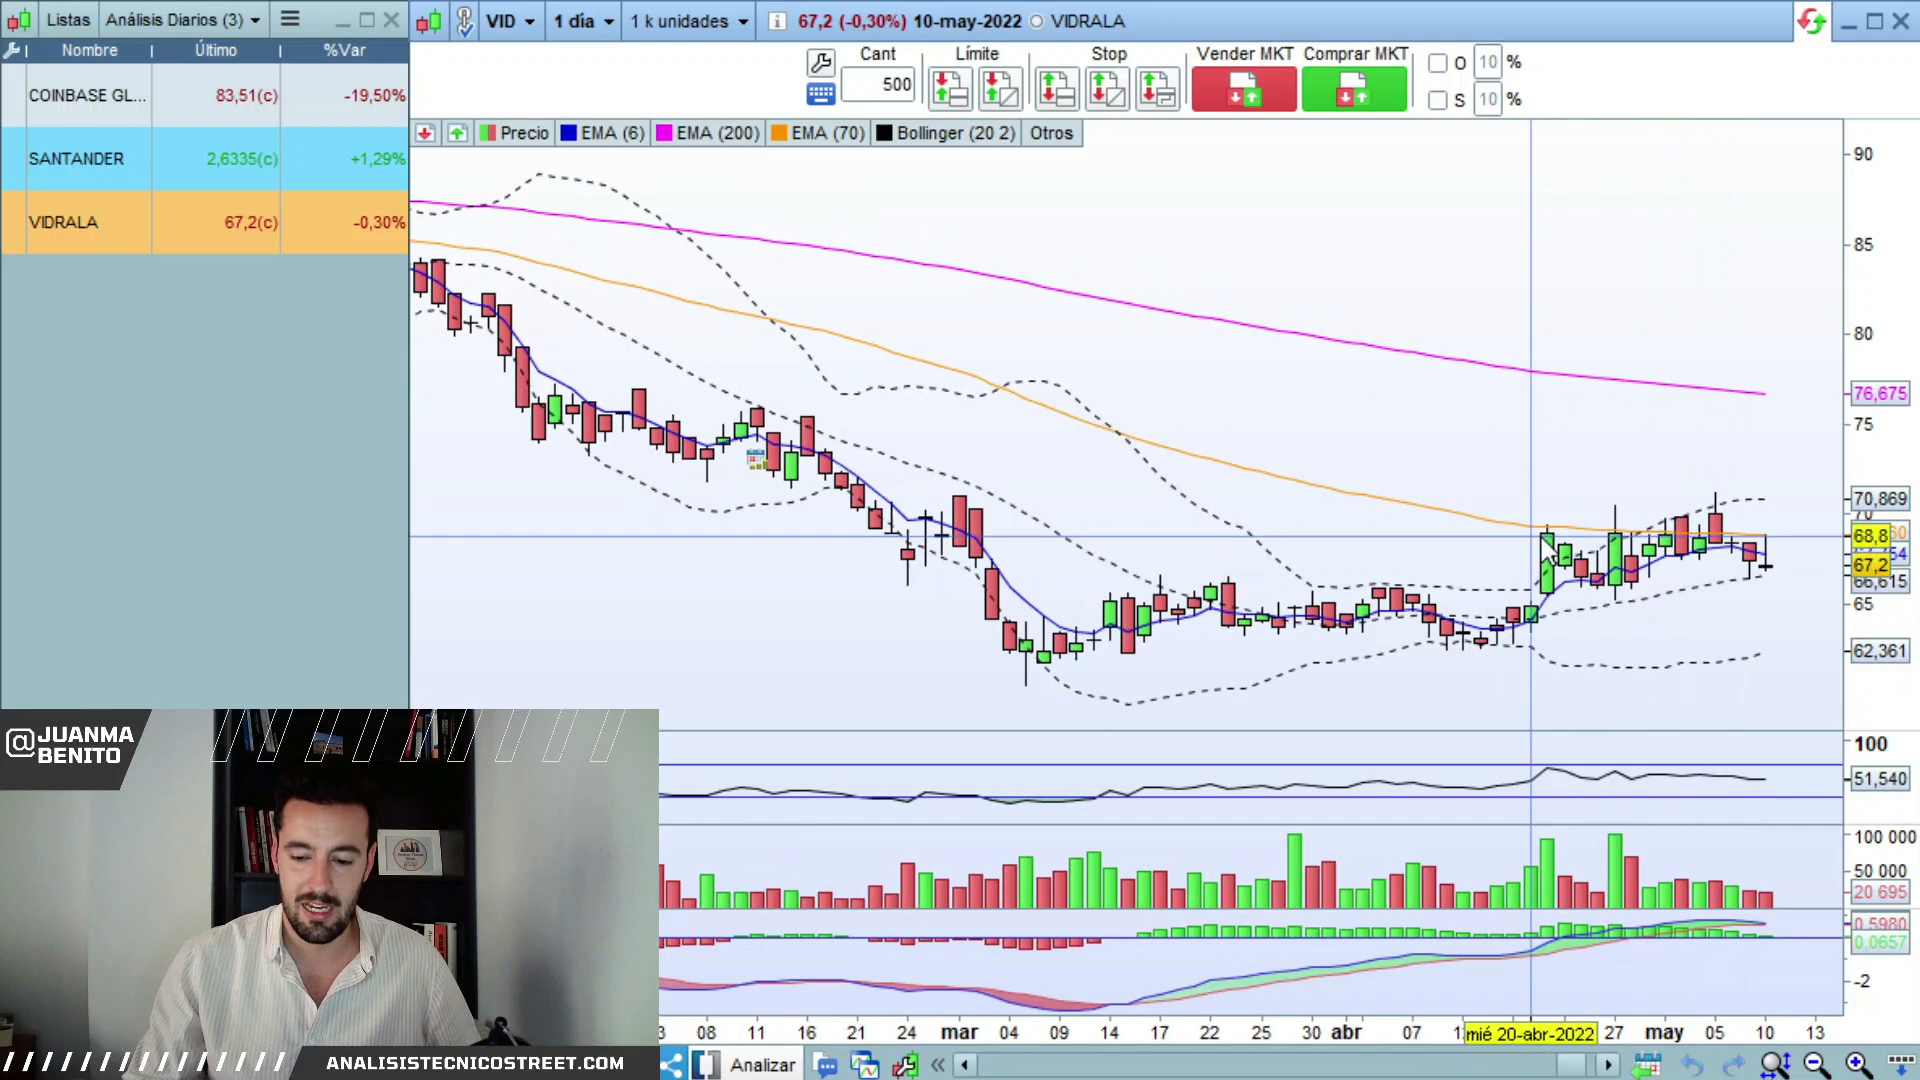 Listas Análisis Diarios (3)
Nombre Último %Var
COINBASE GL... 83,51(c) -19,50%
SANTANDER 2,6335(c) +1,29%
VIDRALA 67,2(c) -0,30%
VID 1 día 1 k unidades 67,2 (-0,30%) 10-may-2022 VIDRALA
Cant Límite Stop Vender MKT Comprar MKT
500
O 10 %
S 10 %
Precio EMA (6) EMA (200) EMA (70) Bollinger (20 2) Otros
90
85
80
76,675
75
70,869
70
68,8
67,2
66,615
65
62,361
100
51,540
100 000
50 000
20 695
0,5980
0,0657
-2
08 11 16 21 24 mar 04 09 14 17 22 25 30 abr 07 mié 20-abr-2022 27 may 05 10 13
Analizar
@JUANMA
BENITO
ANALISISTECNICOSTREET.COM